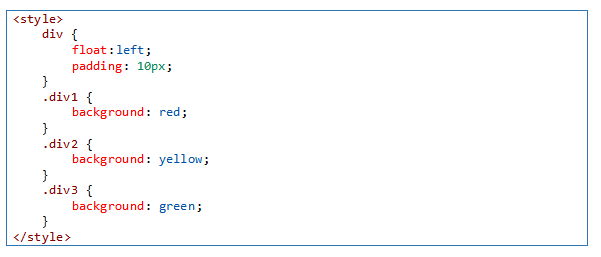 <style>
    div {
        float:left;
        padding: 10px;
    }
    .div1 {
        background: red;
    }
    .div2 {
        background: yellow;
    }
    .div3 {
        background: green;
    }
</style>